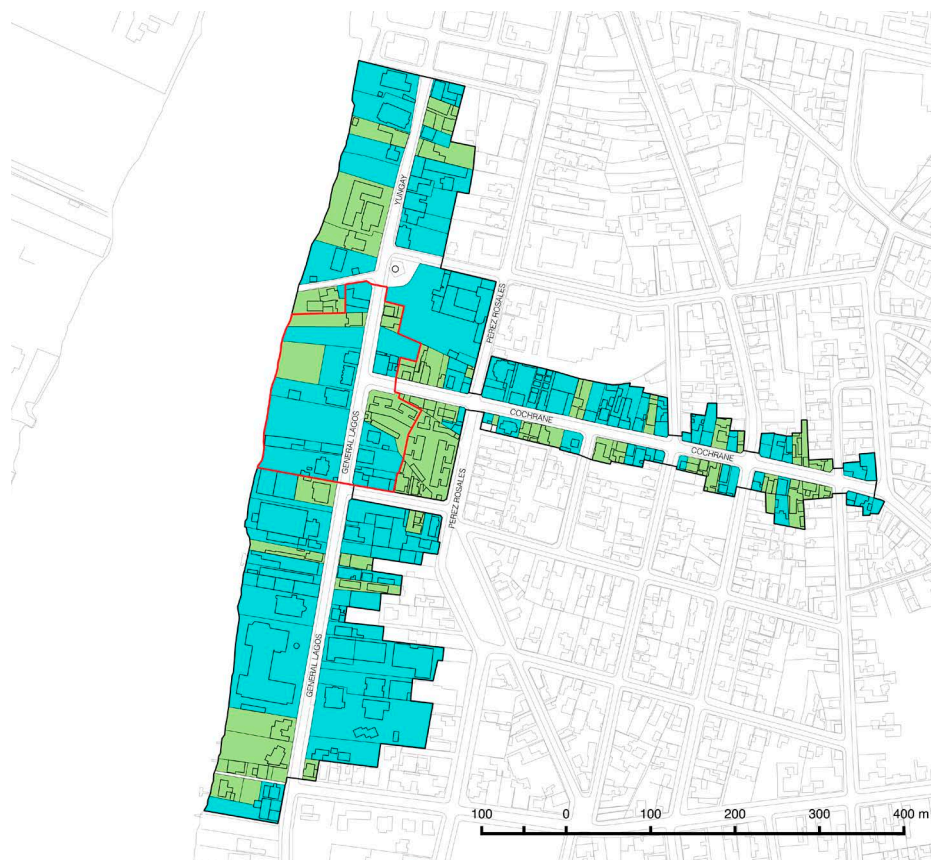 YUNGAY
PEREZ ROSALES
COCHRANE
GENERAL LAGOS
COCHRANE
PEREZ ROSALES
GENERAL LAGOS
100 0 100 200 300 400 m